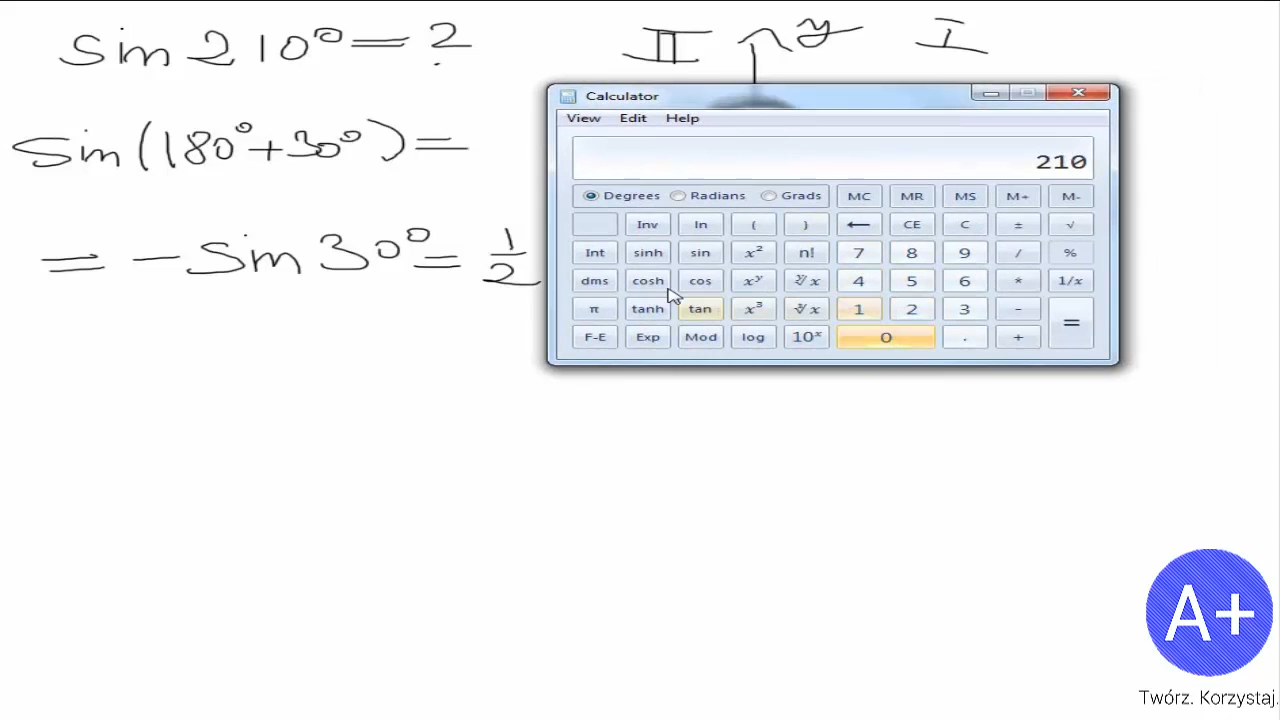 sin 210° = ?
II y I
sin(180° + 30°) =
= - sin 30° = 1/2
Calculator
View Edit Help
210
Degrees Radians Grads MC MR MS M+ M-
Inv ln ( ) ← CE C ± √
Int sinh sin x² n! 7 8 9 / %
dms cosh cos xʸ ʸ√x 4 5 6 * 1/x
π tanh tan x³ ³√x 1 2 3 - =
F-E Exp Mod log 10ˣ 0 . +
A+
Twórz. Korzystaj.